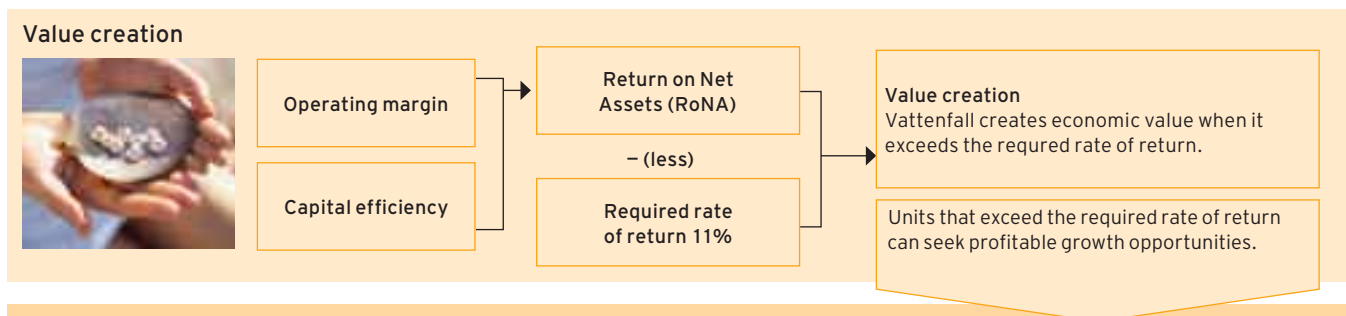 Value creation
Operating margin
Capital efficiency
Return on Net
Assets (RoNA)
– (less)
Required rate
of return 11%
Value creation
Vattenfall creates economic value when it
exceeds the requred rate of return.
Units that exceed the required rate of return
can seek profitable growth opportunities.